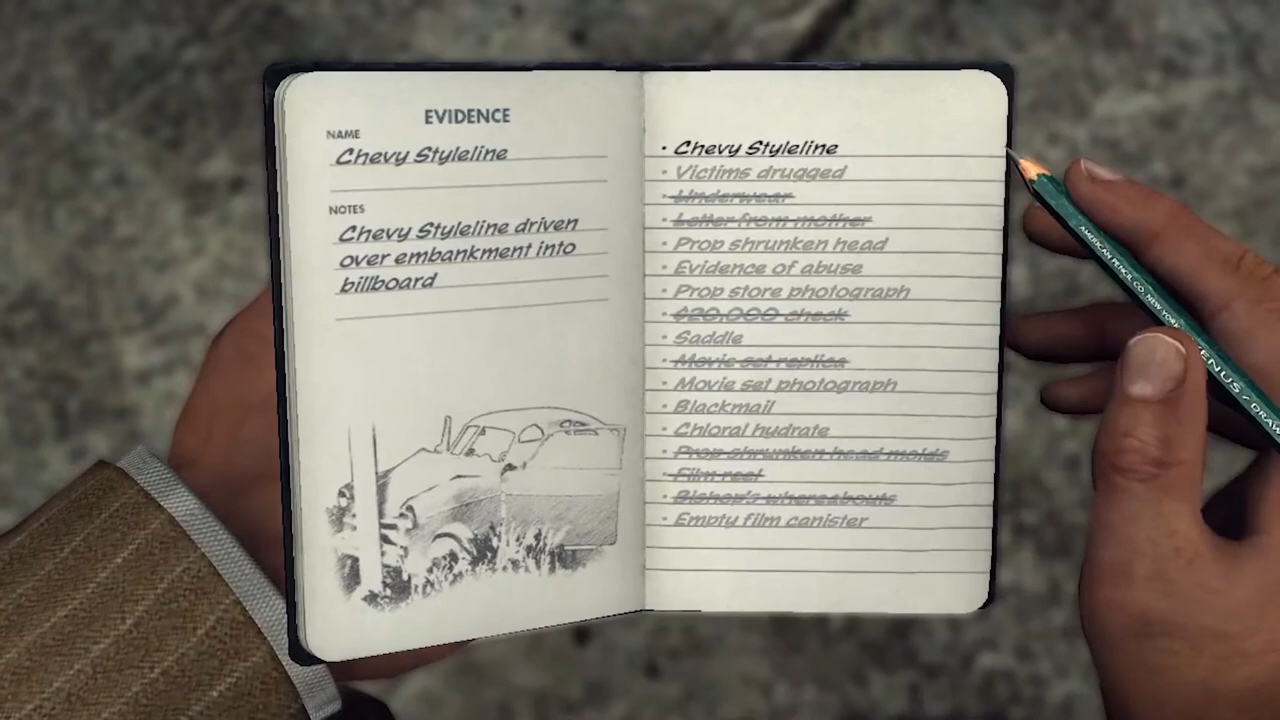 EVIDENCE
NAME
Chevy Styleline
NOTES
Chevy Styleline driven
over embankment into
billboard
• Chevy Styleline
• Victims drugged
• Underwear
• Letter from mother
• Prop shrunken head
• Evidence of abuse
• Prop store photograph
• $20,000 check
• Saddle
• Movie set replica
• Movie set photograph
• Blackmail
• Chloral hydrate
• Prop shrunken head molds
• Film reel
• Bishop's whereabouts
• Empty film canister
AMERICAN PENCIL CO. NEW YORK
VENUS / DRAW